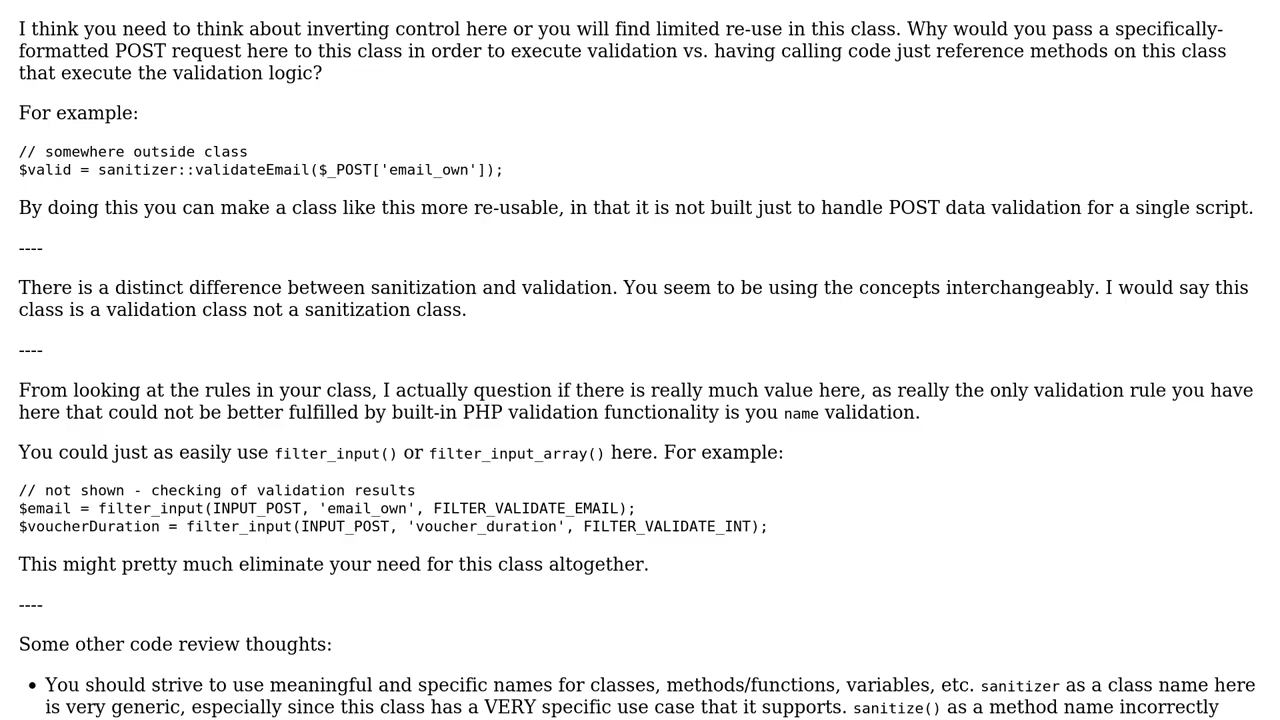 I think you need to think about inverting control here or you will find limited re-use in this class. Why would you pass a specifically-
formatted POST request here to this class in order to execute validation vs. having calling code just reference methods on this class
that execute the validation logic?
For example:
// somewhere outside class
$valid = sanitizer::validateEmail($_POST['email_own']);
By doing this you can make a class like this more re-usable, in that it is not built just to handle POST data validation for a single script.
----
There is a distinct difference between sanitization and validation. You seem to be using the concepts interchangeably. I would say this
class is a validation class not a sanitization class.
----
From looking at the rules in your class, I actually question if there is really much value here, as really the only validation rule you have
here that could not be better fulfilled by built-in PHP validation functionality is you name validation.
You could just as easily use filter_input() or filter_input_array() here. For example:
// not shown - checking of validation results
$email = filter_input(INPUT_POST, 'email_own', FILTER_VALIDATE_EMAIL);
$voucherDuration = filter_input(INPUT_POST, 'voucher_duration', FILTER_VALIDATE_INT);
This might pretty much eliminate your need for this class altogether.
----
Some other code review thoughts:
• You should strive to use meaningful and specific names for classes, methods/functions, variables, etc. sanitizer as a class name here
is very generic, especially since this class has a VERY specific use case that it supports. sanitize() as a method name incorrectly